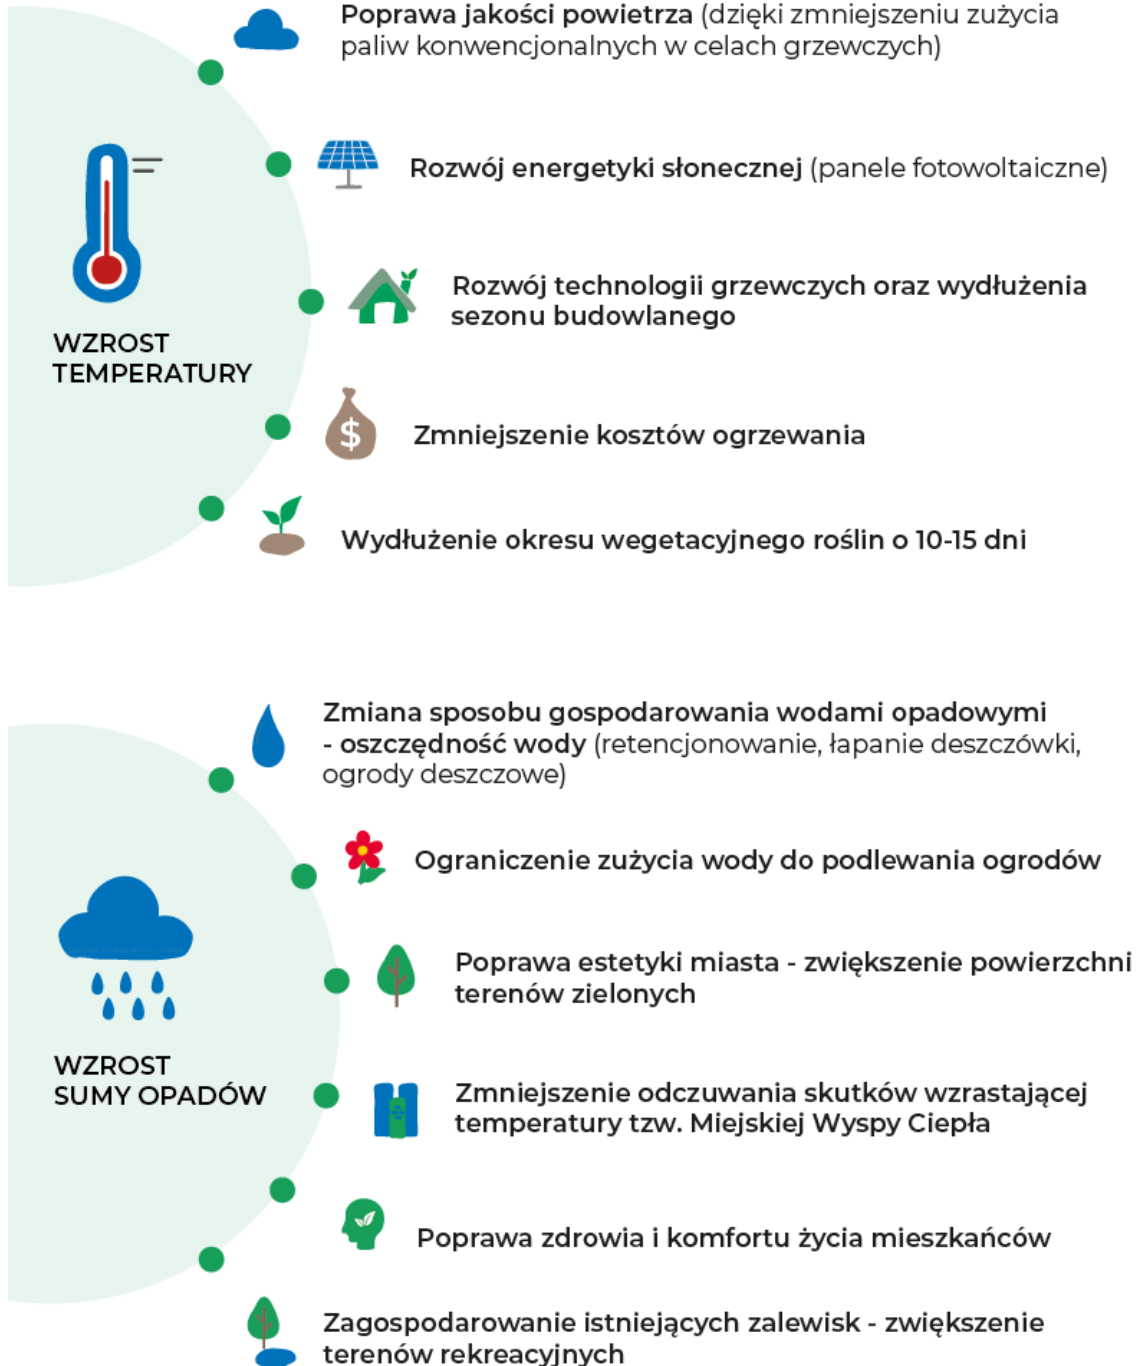 Poprawa jakości powietrza (dzięki zmniejszeniu zużycia
paliw konwencjonalnych w celach grzewczych)
Rozwój energetyki słonecznej (panele fotowoltaiczne)
Rozwój technologii grzewczych oraz wydłużenia
sezonu budowlanego
WZROST
TEMPERATURY
$
Zmniejszenie kosztów ogrzewania
Wydłużenie okresu wegetacyjnego roślin o 10-15 dni
Zmiana sposobu gospodarowania wodami opadowymi
- oszczędność wody (retencjonowanie, łapanie deszczówki,
ogrody deszczowe)
Ograniczenie zużycia wody do podlewania ogrodów
Poprawa estetyki miasta - zwiększenie powierzchni
terenów zielonych
WZROST
SUMY OPADÓW
Zmniejszenie odczuwania skutków wzrastającej
temperatury tzw. Miejskiej Wyspy Ciepła
Poprawa zdrowia i komfortu życia mieszkańców
Zagospodarowanie istniejących zalewisk - zwiększenie
terenów rekreacyjnych